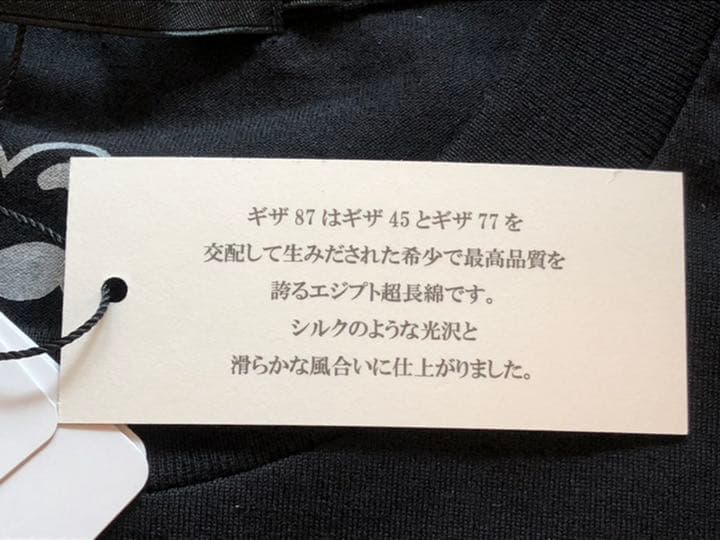 ギザ 87 はギザ 45 とギザ 77 を
交配して生みだされた希少で最高品質を
誇るエジプト超長綿です。
シルクのような光沢と
滑らかな風合いに仕上がりました。